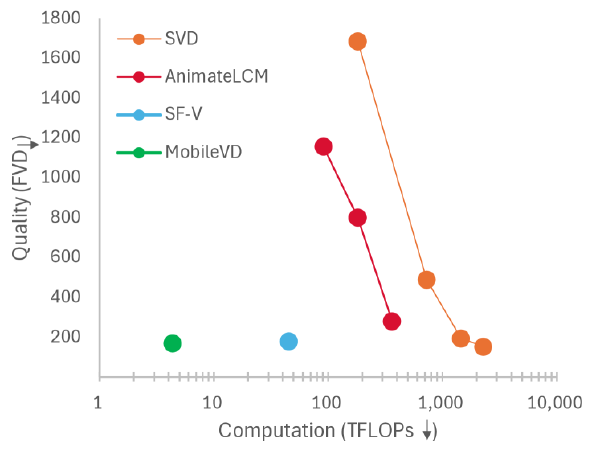 1800
1600
1400
1200
1000
800
600
400
200
Quality (FVD↓)
SVD
AnimateLCM
SF-V
MobileVD
1 10 100 1,000 10,000
Computation (TFLOPs ↓)